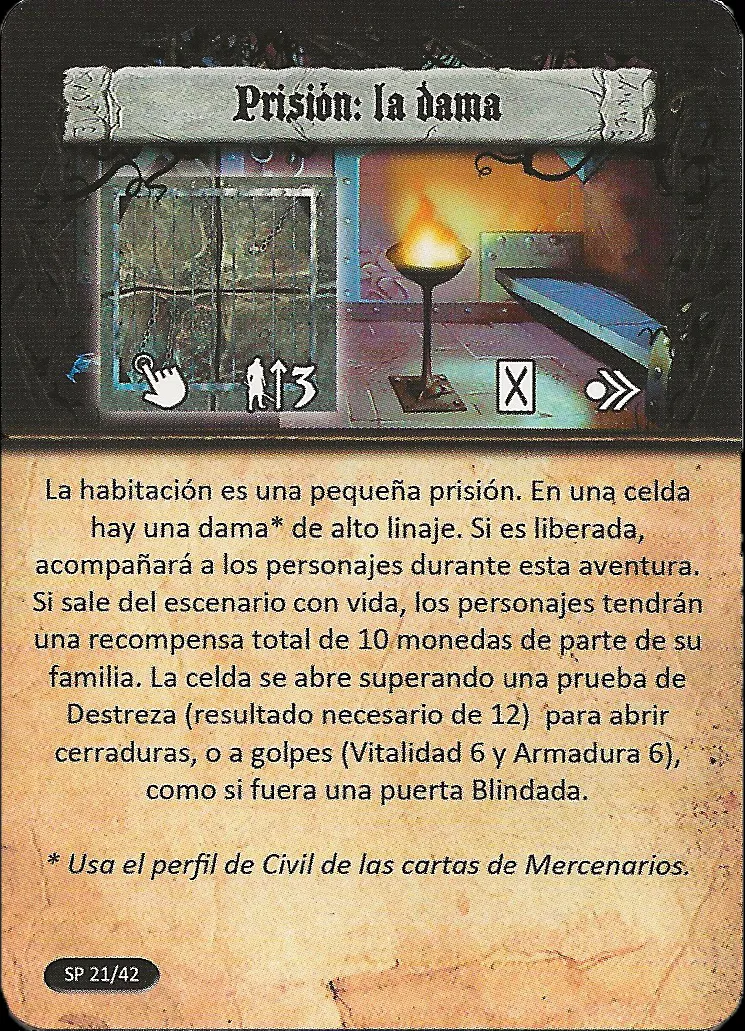 Prisión: la dama
3
X
La habitación es una pequeña prisión. En una celda
hay una dama* de alto linaje. Si es liberada,
acompañará a los personajes durante esta aventura.
Si sale del escenario con vida, los personajes tendrán
una recompensa total de 10 monedas de parte de su
familia. La celda se abre superando una prueba de
Destreza (resultado necesario de 12) para abrir
cerraduras, o a golpes (Vitalidad 6 y Armadura 6),
como si fuera una puerta Blindada.
* Usa el perfil de Civil de las cartas de Mercenarios.
SP 21/42